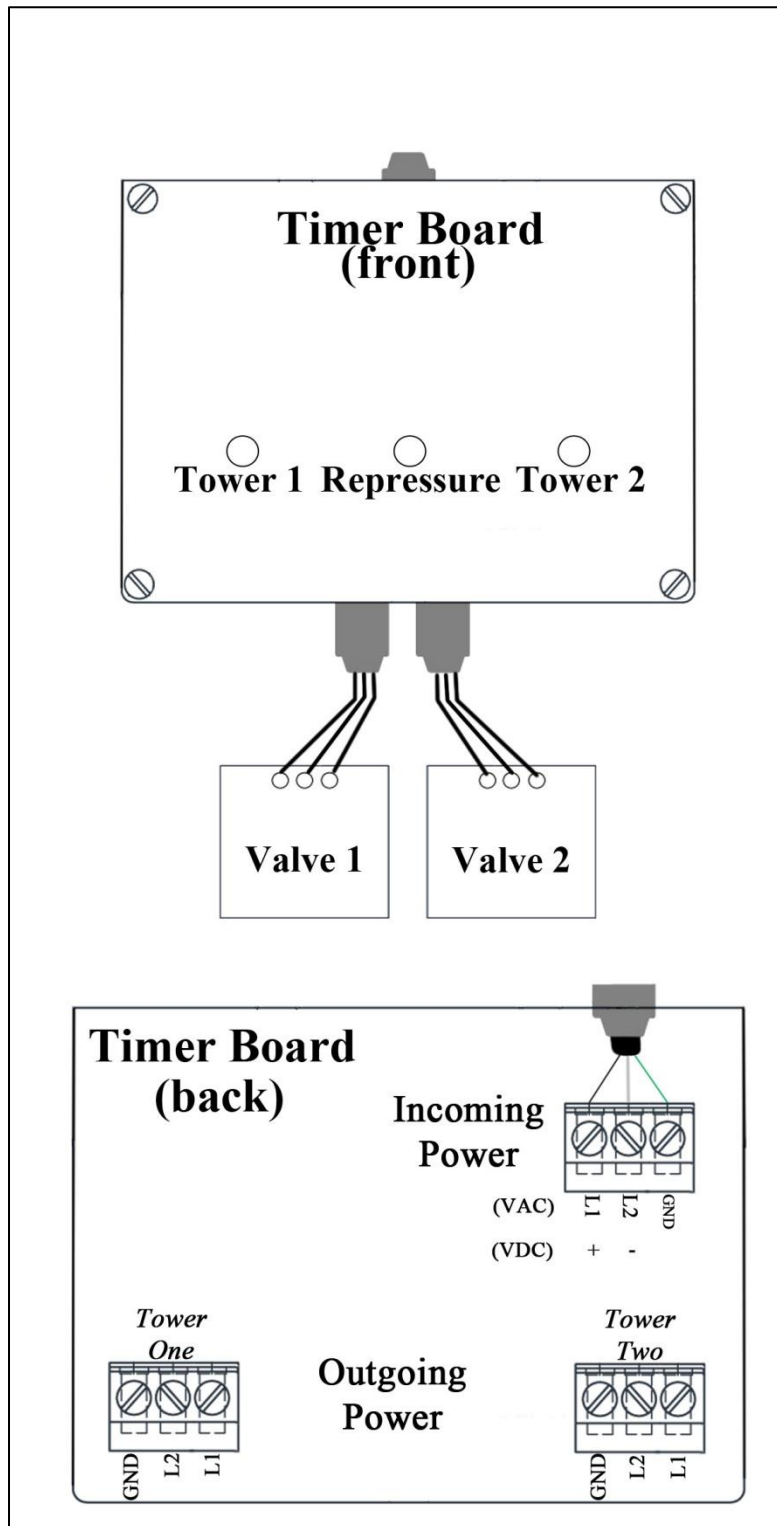 Timer Board
(front)
Tower 1 Repressure Tower 2
Valve 1 Valve 2
Timer Board
(back)
Incoming
Power
(VAC) L1 L2 GND
(VDC) + -
Tower
One
Outgoing
Power
Tower
Two
GND L2 L1
GND L2 L1